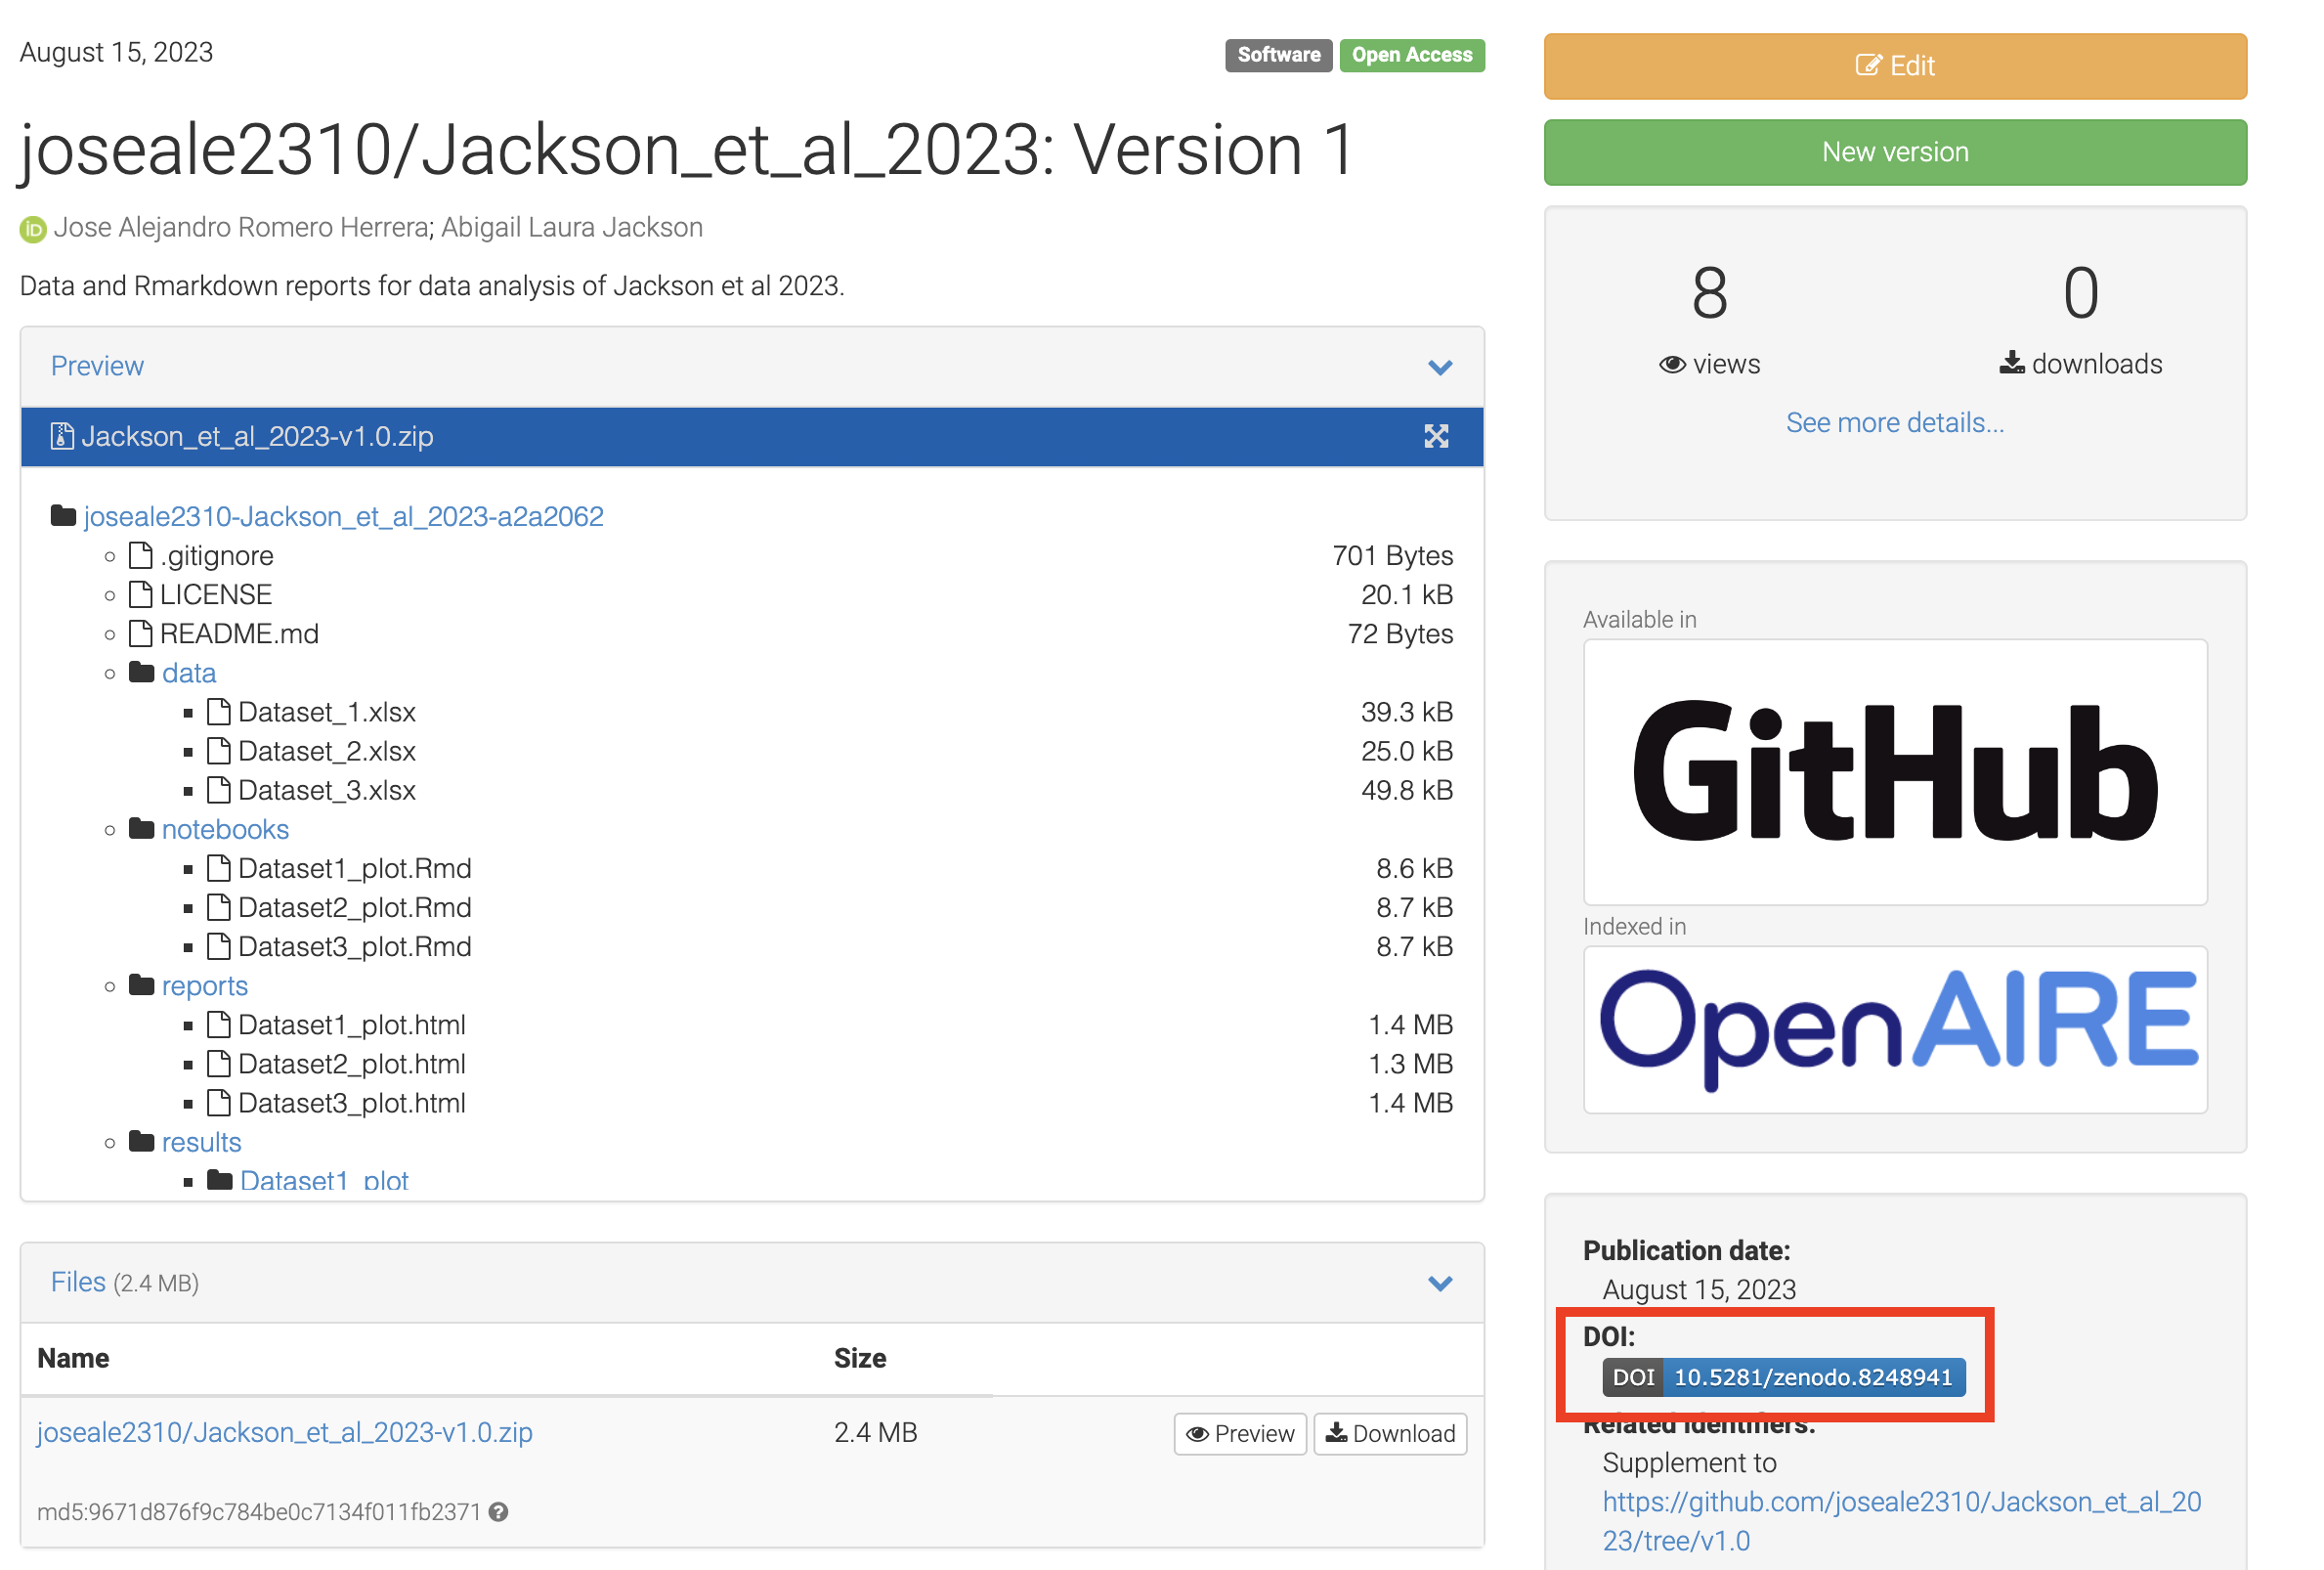 August 15, 2023
Software Open Access
joseale2310/Jackson_et_al_2023: Version 1
iD Jose Alejandro Romero Herrera; Abigail Laura Jackson
Data and Rmarkdown reports for data analysis of Jackson et al 2023.
Preview
Jackson_et_al_2023-v1.0.zip
joseale2310-Jackson_et_al_2023-a2a2062
.gitignore 701 Bytes
LICENSE 20.1 kB
README.md 72 Bytes
data
Dataset_1.xlsx 39.3 kB
Dataset_2.xlsx 25.0 kB
Dataset_3.xlsx 49.8 kB
notebooks
Dataset1_plot.Rmd 8.6 kB
Dataset2_plot.Rmd 8.7 kB
Dataset3_plot.Rmd 8.7 kB
reports
Dataset1_plot.html 1.4 MB
Dataset2_plot.html 1.3 MB
Dataset3_plot.html 1.4 MB
results
Dataset1_plot
Files (2.4 MB)
Name Size
joseale2310/Jackson_et_al_2023-v1.0.zip 2.4 MB Preview Download
md5:9671d876f9c784be0c7134f011fb2371
Edit
New version
8 0
views downloads
See more details...
Available in
GitHub
Indexed in
OpenAIRE
Publication date:
August 15, 2023
DOI:
DOI 10.5281/zenodo.8248941
Related identifiers:
Supplement to
https://github.com/joseale2310/Jackson_et_al_20
23/tree/v1.0